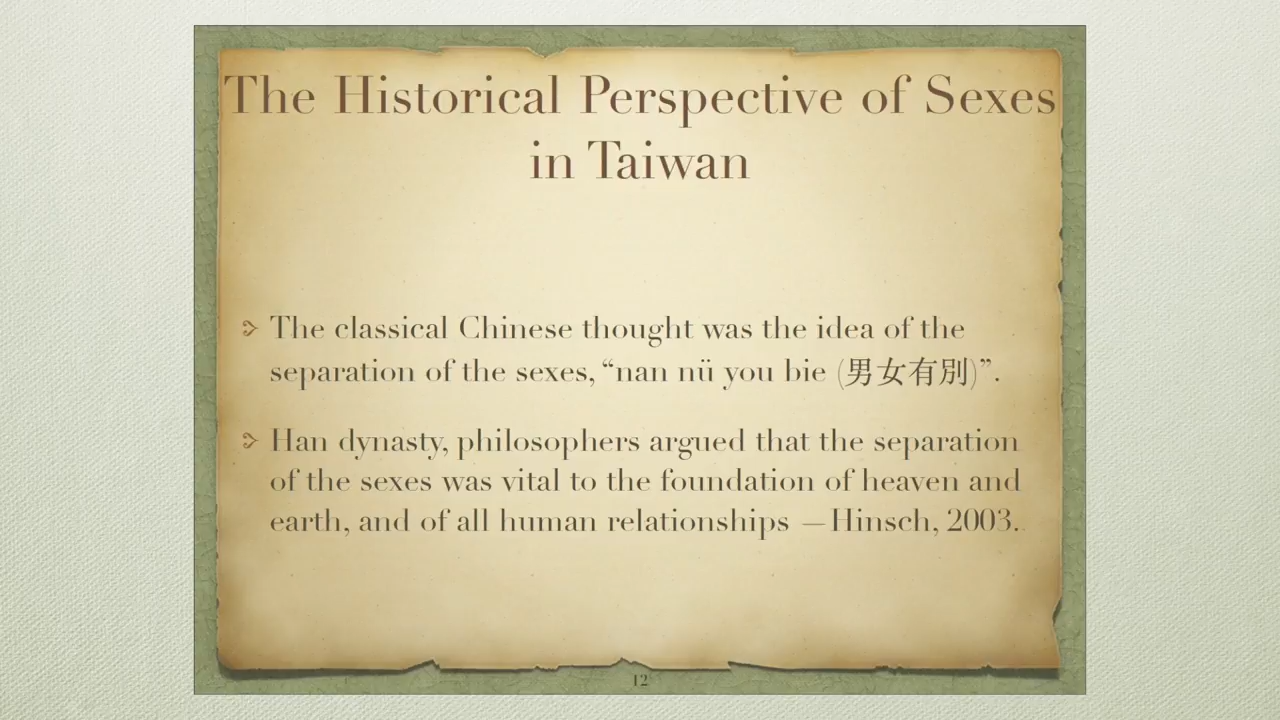 The Historical Perspective of Sexes
in Taiwan
The classical Chinese thought was the idea of the
separation of the sexes, “nan nü you bie (男女有別)”.
Han dynasty, philosophers argued that the separation
of the sexes was vital to the foundation of heaven and
earth, and of all human relationships —Hinsch, 2003.
12